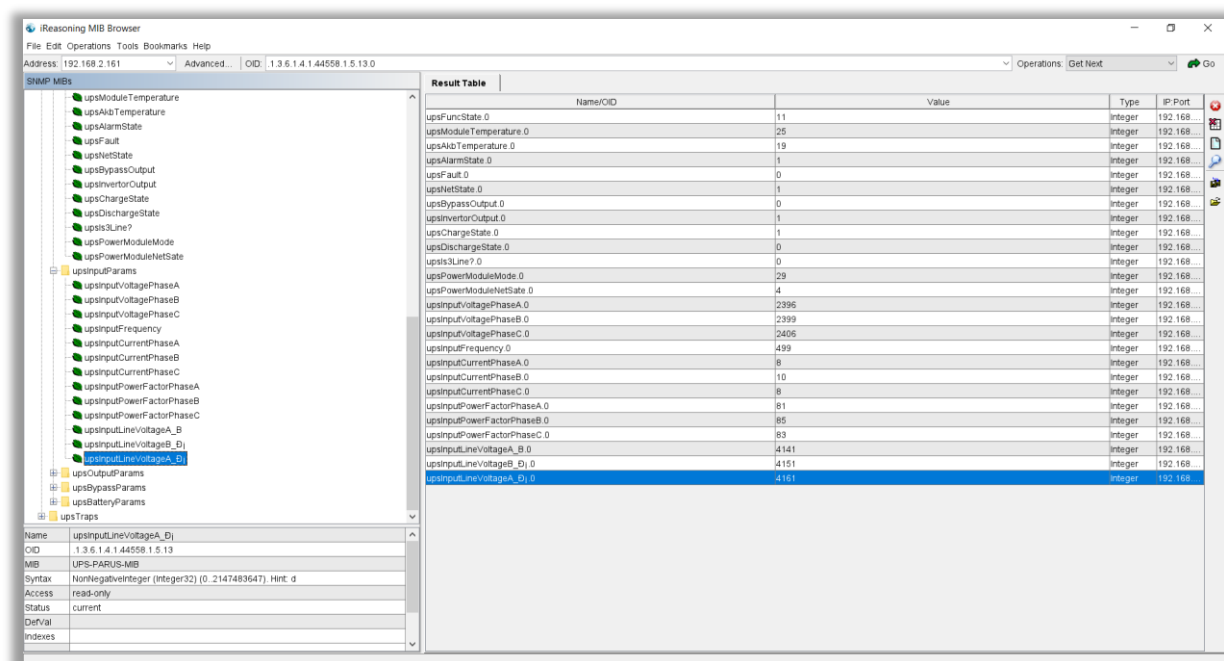 iReasoning MIB Browser
File Edit Operations Tools Bookmarks Help
Address: 192.168.2.161 Advanced... OID: .1.3.6.1.4.1.44558.1.5.13.0 Operations: Get Next Go
SNMP MIBs
upsModuleTemperature
upsAkbTemperature
upsAlarmState
upsFault
upsNetState
upsBypassOutput
upsInvertorOutput
upsChargeState
upsDischargeState
upsIs3Line?
upsPowerModuleMode
upsPowerModuleNetSate
upsInputParams
upsInputVoltagePhaseA
upsInputVoltagePhaseB
upsInputVoltagePhaseC
upsInputFrequency
upsInputCurrentPhaseA
upsInputCurrentPhaseB
upsInputCurrentPhaseC
upsInputPowerFactorPhaseA
upsInputPowerFactorPhaseB
upsInputPowerFactorPhaseC
upsInputLineVoltageA_B
upsInputLineVoltageB_Ð¡
upsInputLineVoltageA_Ð¡
upsOutputParams
upsBypassParams
upsBatteryParams
upsTraps
Name upsInputLineVoltageA_Ð¡
OID .1.3.6.1.4.1.44558.1.5.13
MIB UPS-PARUS-MIB
Syntax NonNegativeInteger (Integer32) (0..2147483647). Hint: d
Access read-only
Status current
DefVal
Indexes
Result Table
Name/OID Value Type IP:Port
upsFuncState.0 11 Integer 192.168....
upsModuleTemperature.0 25 Integer 192.168....
upsAkbTemperature.0 19 Integer 192.168....
upsAlarmState.0 1 Integer 192.168....
upsFault.0 0 Integer 192.168....
upsNetState.0 1 Integer 192.168....
upsBypassOutput.0 0 Integer 192.168....
upsInvertorOutput.0 1 Integer 192.168....
upsChargeState.0 1 Integer 192.168....
upsDischargeState.0 0 Integer 192.168....
upsIs3Line?.0 0 Integer 192.168....
upsPowerModuleMode.0 29 Integer 192.168....
upsPowerModuleNetSate.0 4 Integer 192.168....
upsInputVoltagePhaseA.0 2396 Integer 192.168....
upsInputVoltagePhaseB.0 2399 Integer 192.168....
upsInputVoltagePhaseC.0 2406 Integer 192.168....
upsInputFrequency.0 499 Integer 192.168....
upsInputCurrentPhaseA.0 8 Integer 192.168....
upsInputCurrentPhaseB.0 10 Integer 192.168....
upsInputCurrentPhaseC.0 8 Integer 192.168....
upsInputPowerFactorPhaseA.0 81 Integer 192.168....
upsInputPowerFactorPhaseB.0 85 Integer 192.168....
upsInputPowerFactorPhaseC.0 83 Integer 192.168....
upsInputLineVoltageA_B.0 4141 Integer 192.168....
upsInputLineVoltageB_Ð¡.0 4151 Integer 192.168....
upsInputLineVoltageA_Ð¡.0 4161 Integer 192.168....